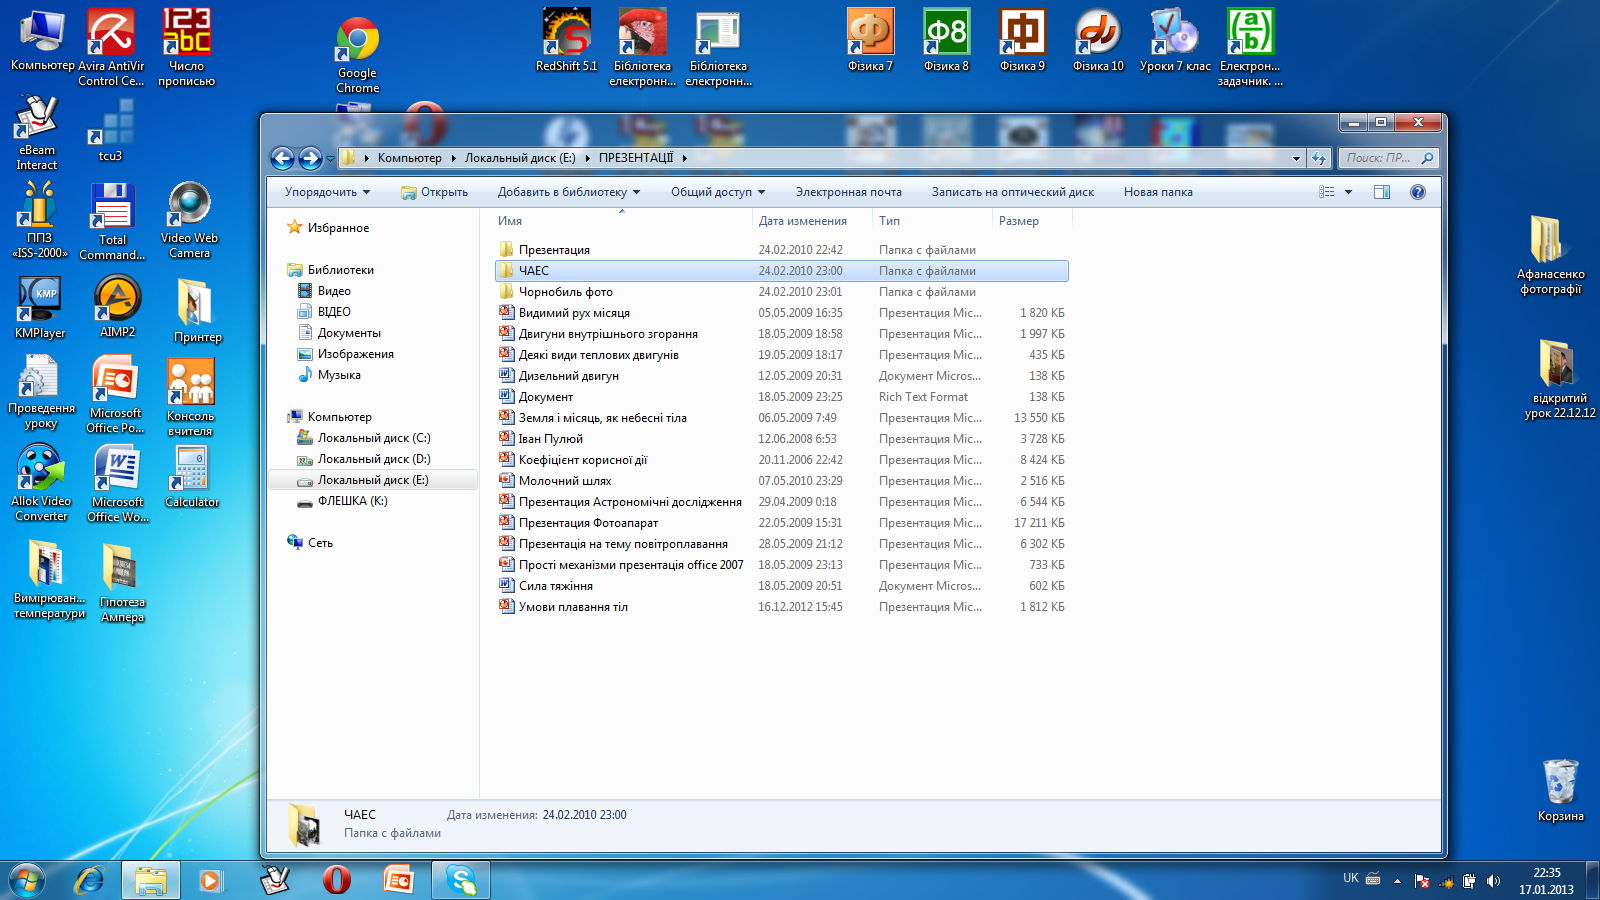 Компьютер
Avira AntiVir
Control Ce...
123
abc
Число
прописью
Google
Chrome
5
RedShift 5.1
Бібліотека
електронн...
Бібліотека
електронн...
Ф
Фізика 7
Ф8
Фізика 8
Ф
Фізика 9
Фізика 10
Уроки 7 клас
(a/b)
Електрон...
задачник. ...
eBeam
Interact
tcu3
ППЗ
«ISS-2000»
Total
Command...
Video Web
Camera
KMP
KMPlayer
AIMP2
Принтер
Проведення
уроку
Microsoft
Office Po...
Консоль
вчителя
Allok Video
Converter
Microsoft
Office Wo...
Calculator
Вимірюван...
температури
Гіпотеза
Ампера
Компьютер
Локальный диск (E:)
ПРЕЗЕНТАЦІЇ
Поиск: ПР...
Упорядочить
Открыть
Добавить в библиотеку
Общий доступ
Электронная почта
Записать на оптический диск
Новая папка
Избранное
Библиотеки
Видео
ВІДЕО
Документы
Изображения
Музыка
Компьютер
Локальный диск (C:)
Локальный диск (D:)
Локальный диск (E:)
ФЛЕШКА (K:)
Сеть
Имя Дата изменения Тип Размер
Презентация 24.02.2010 22:42 Папка с файлами
ЧАЕС 24.02.2010 23:00 Папка с файлами
Чорнобиль фото 24.02.2010 23:01 Папка с файлами
Видимий рух місяця 05.05.2009 16:35 Презентация Mic... 1 820 КБ
Двигуни внутрішнього згорання 18.05.2009 18:58 Презентация Mic... 1 997 КБ
Деякі види теплових двигунів 19.05.2009 18:17 Презентация Mic... 435 КБ
Дизельний двигун 12.05.2009 20:31 Документ Micros... 138 КБ
Документ 18.05.2009 23:25 Rich Text Format 138 КБ
Земля і місяць, як небесні тіла 06.05.2009 7:49 Презентация Mic... 13 550 КБ
Іван Пулюй 12.06.2008 6:53 Презентация Mic... 3 728 КБ
Коефіцієнт корисної дії 20.11.2006 22:42 Презентация Mic... 8 424 КБ
Молочний шлях 07.05.2010 23:29 Презентация Mic... 2 516 КБ
Презентация Астрономічні дослідження 29.04.2009 0:18 Презентация Mic... 6 544 КБ
Презентация Фотоапарат 22.05.2009 15:31 Презентация Mic... 17 211 КБ
Презентація на тему повітроплавання 28.05.2009 21:12 Презентация Mic... 6 302 КБ
Прості механізми презентація office 2007 18.05.2009 23:13 Презентация Mic... 733 КБ
Сила тяжіння 18.05.2009 20:51 Документ Micros... 602 КБ
Умови плавання тіл 16.12.2012 15:45 Презентация Mic... 1 812 КБ
ЧАЕС Дата изменения: 24.02.2010 23:00
Папка с файлами
Афанасенко
фотографії
відкритий
урок 22.12.12
Корзина
UK
22:35
17.01.2013